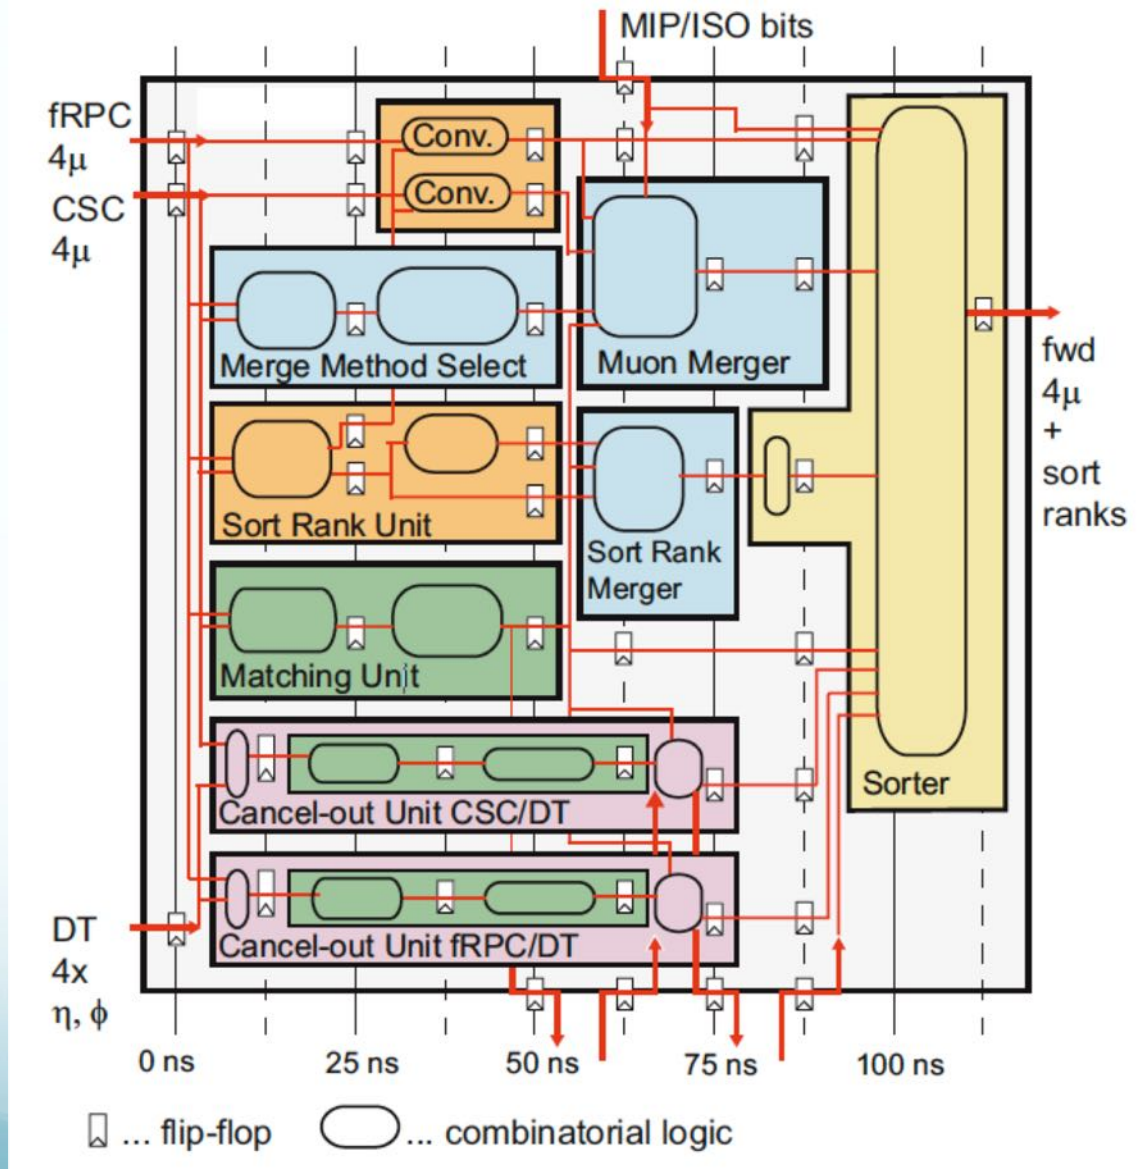 MIP/ISO bits
fRPC
4μ
CSC
4μ
Conv.
Conv.
Merge Method Select
Muon Merger
fwd
4μ
+
sort
ranks
Sort Rank Unit
Sort Rank
Merger
Matching Unit
Sorter
Cancel-out Unit CSC/DT
DT
4x
η, ϕ
Cancel-out Unit fRPC/DT
0 ns
25 ns
50 ns
75 ns
100 ns
... flip-flop
... combinatorial logic